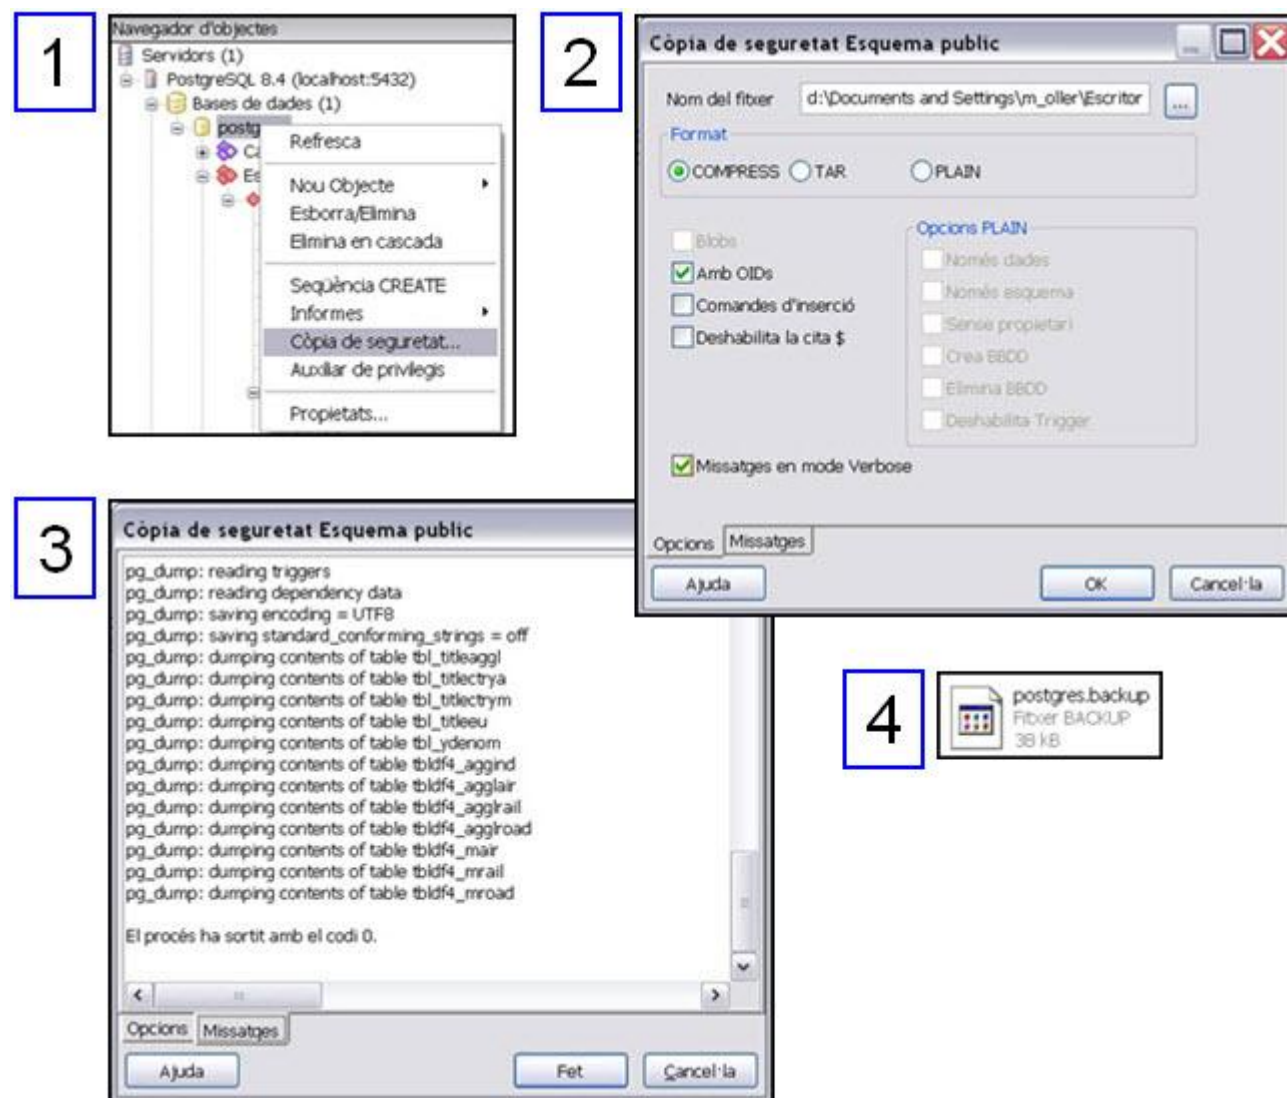 1
Navegador d'objectes
Servidors (1)
PostgreSQL 8.4 (localhost:5432)
Bases de dades (1)
postg
Ca
Es
Refresca
Nou Objecte
Esborra/Elimina
Elimina en cascada
Seqüència CREATE
Informes
Còpia de seguretat...
Auxiliar de privilegis
Propietats...
2
Còpia de seguretat Esquema public
Nom del fitxer d:\Documents and Settings\m_oller\Escritor ...
Format
COMPRESS TAR PLAIN
Blobs
Amb OIDs
Comandes d'inserció
Deshabilita la cita $
Opcions PLAIN
Només dades
Només esquema
Sense propietari
Crea BBDD
Elimina BBDD
Deshabilita Trigger
Missatges en mode Verbose
Opcions Missatges
Ajuda OK Cancel·la
3
Còpia de seguretat Esquema public
pg_dump: reading triggers
pg_dump: reading dependency data
pg_dump: saving encoding = UTF8
pg_dump: saving standard_conforming_strings = off
pg_dump: dumping contents of table tbl_titleaggl
pg_dump: dumping contents of table tbl_titlectrya
pg_dump: dumping contents of table tbl_titlectrym
pg_dump: dumping contents of table tbl_titleeu
pg_dump: dumping contents of table tbl_ydenom
pg_dump: dumping contents of table tbldf4_aggind
pg_dump: dumping contents of table tbldf4_agglair
pg_dump: dumping contents of table tbldf4_agglrail
pg_dump: dumping contents of table tbldf4_agglroad
pg_dump: dumping contents of table tbldf4_mair
pg_dump: dumping contents of table tbldf4_mrail
pg_dump: dumping contents of table tbldf4_mroad
El procés ha sortit amb el codi 0.
Opcions Missatges
Ajuda Fet Cancel·la
4
postgres.backup
Fitxer BACKUP
38 kB